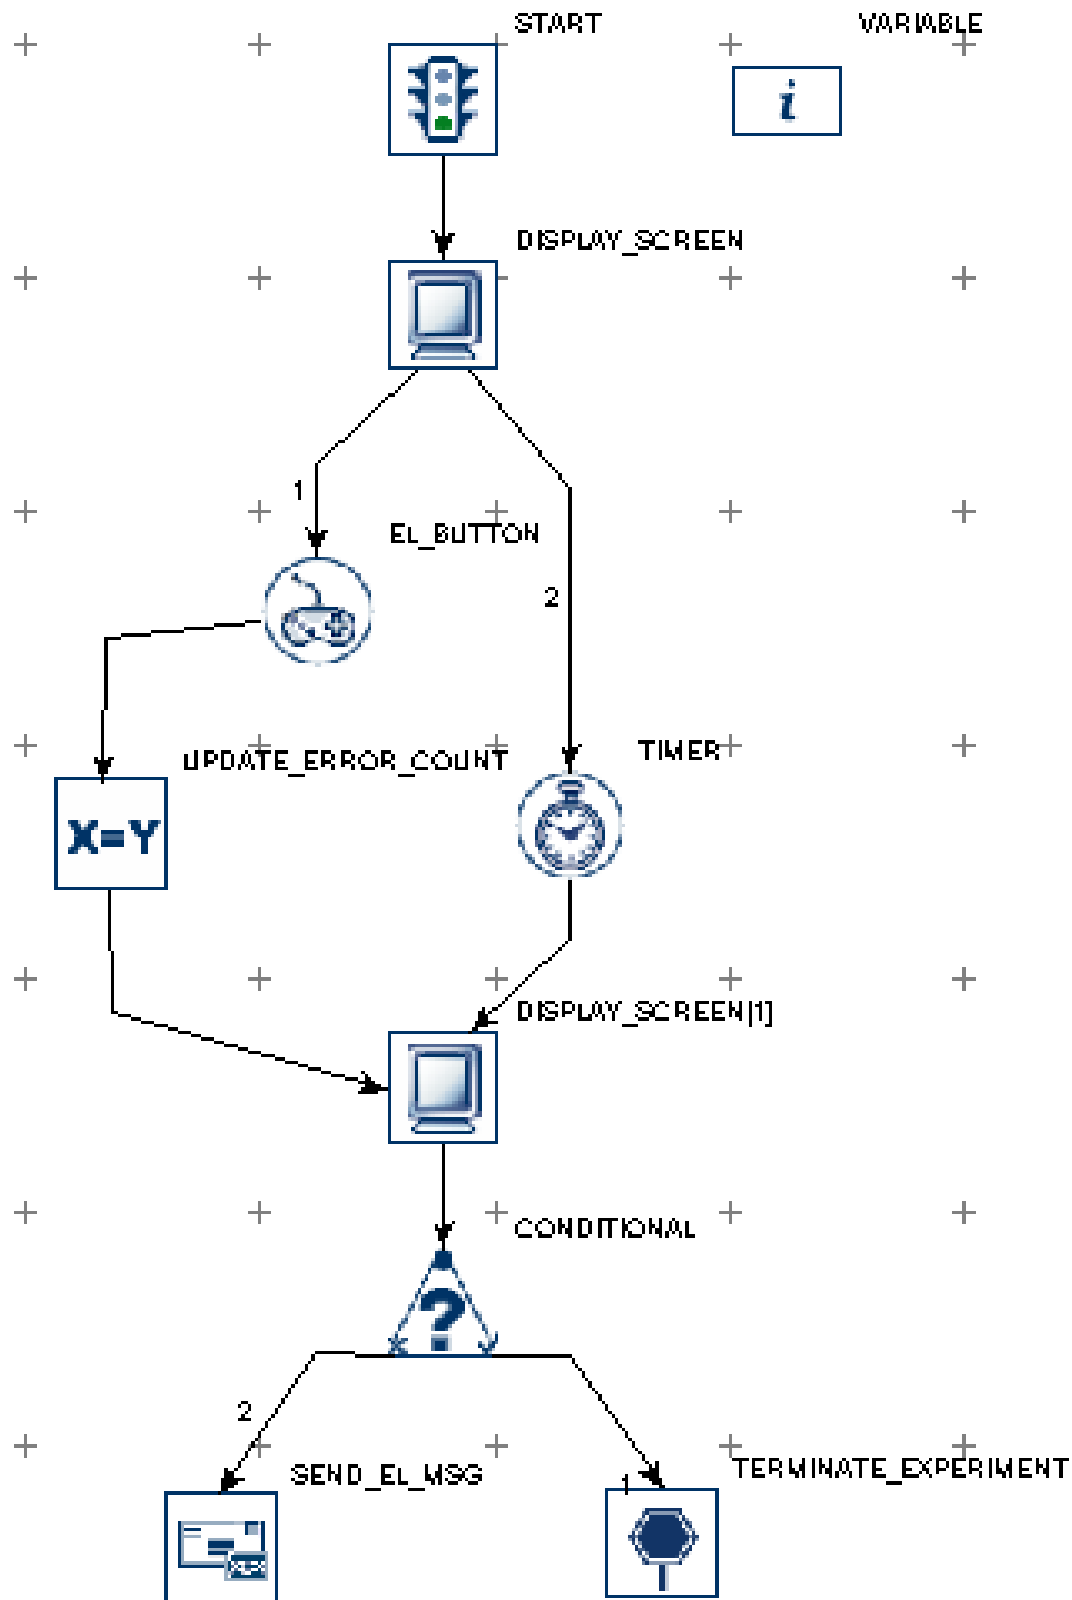 START
VARIABLE
i
DISPLAY_SCREEN
1
EL_BUTTON
2
UPDATE_ERROR_COUNT
TIMER
X=Y
DISPLAY_SCREEN[1]
CONDITIONAL
?
2
SEND_EL_MSG
TERMINATE_EXPERIMENT
1